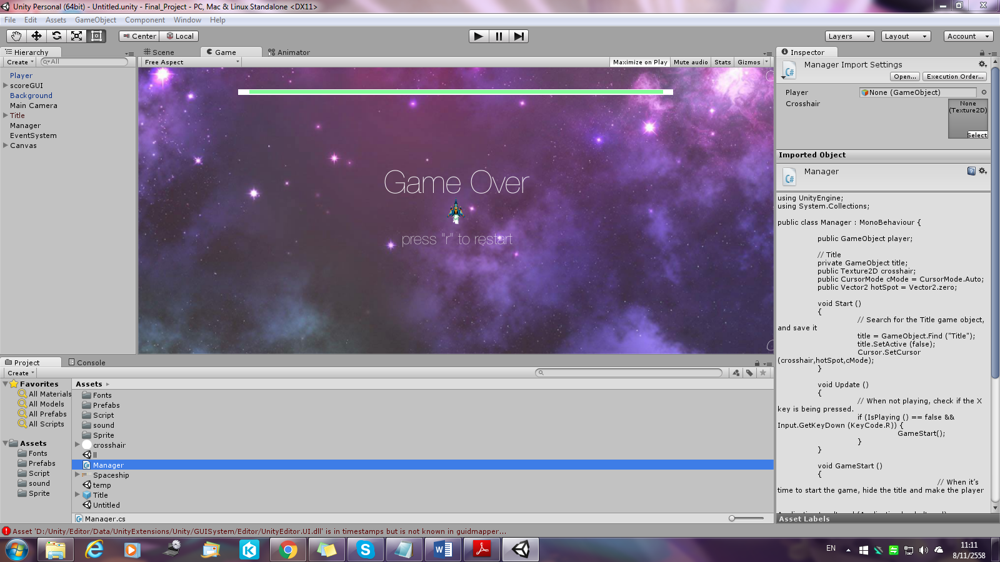 Unity Personal (64bit) - Untitled.unity - Final_Project - PC, Mac & Linux Standalone <DX11>
File Edit Assets GameObject Component Window Help
Center Local Layers Layout Account
Hierarchy
Create All
Player
scoreGUI
Background
Main Camera
Title
Manager
EventSystem
Canvas
Scene Game Animator
Free Aspect Maximize on Play Mute audio Stats Gizmos
Game Over
press "r" to restart
Inspector
Manager Import Settings
Open... Execution Order...
Player None (GameObject)
Crosshair None
(Texture2D)
Select
Imported Object
Manager
using UnityEngine;
using System.Collections;
public class Manager : MonoBehaviour {
public GameObject player;
// Title
private GameObject title;
public Texture2D crosshair;
public CursorMode cMode = CursorMode.Auto;
public Vector2 hotSpot = Vector2.zero;
void Start ()
{
// Search for the Title game object,
and save it
title = GameObject.Find ("Title");
title.SetActive (false);
Cursor.SetCursor
(crosshair,hotSpot,cMode);
}
void Update ()
{
// When not playing, check if the X
key is being pressed.
if (IsPlaying () == false &&
Input.GetKeyDown (KeyCode.R)) {
GameStart();
}
}
void GameStart ()
{
// When it's
time to start the game, hide the title and make the player
Asset Labels
Project Console
Create
Favorites
All Materials
All Models
All Prefabs
All Scripts
Assets
Fonts
Prefabs
Script
sound
Sprite
Assets
Fonts
Prefabs
Script
sound
Sprite
crosshair
ll
Manager
Spaceship
temp
Title
Untitled
Manager.cs
Asset 'D:/Unity/Editor/Data/UnityExtensions/Unity/GUISystem/Editor/UnityEditor.UI.dll' is in timestamps but is not known in guidmapper...
EN
11:11
8/11/2558